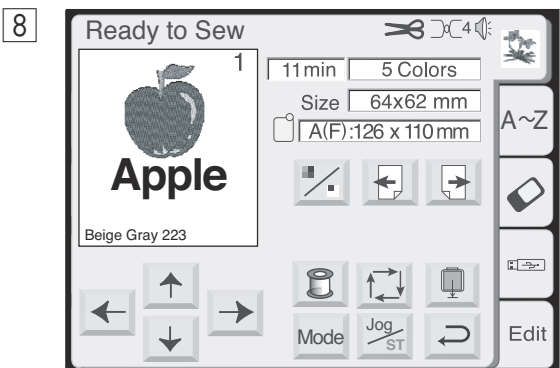 8
Ready to Sew
4
1
11min
5 Colors
Size
64x62 mm
A(F):126 x 110mm
A~Z
Apple
Beige Gray 223
Mode
Jog
ST
Edit